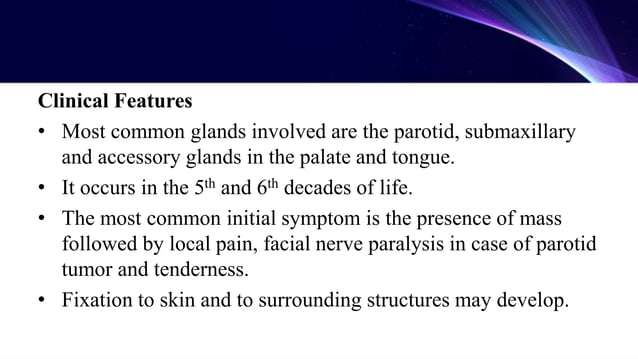 Clinical Features
• Most common glands involved are the parotid, submaxillary
and accessory glands in the palate and tongue.
• It occurs in the 5th and 6th decades of life.
• The most common initial symptom is the presence of mass
followed by local pain, facial nerve paralysis in case of parotid
tumor and tenderness.
• Fixation to skin and to surrounding structures may develop.